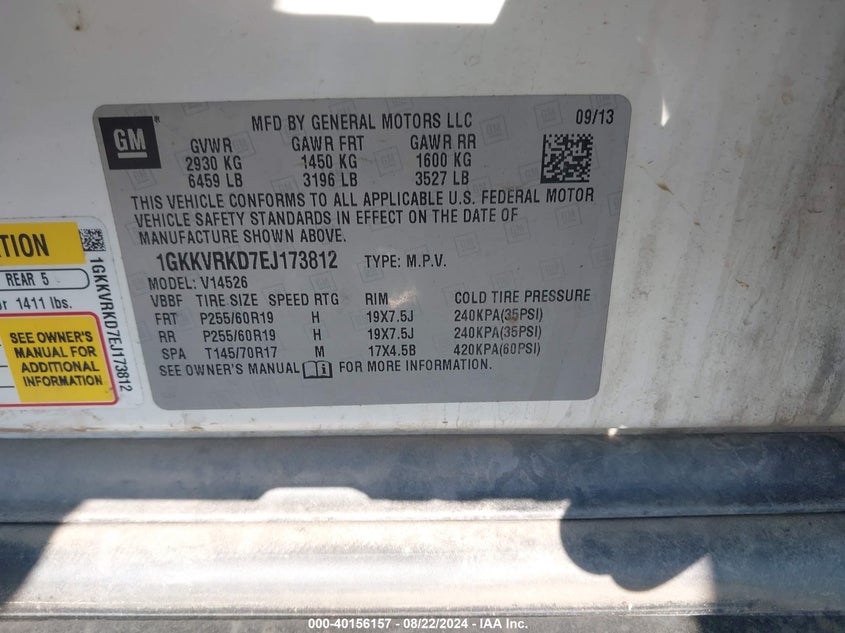 GM
MFD BY GENERAL MOTORS LLC
09/13
GVWR GAWR FRT GAWR RR
2930 KG 1450 KG 1600 KG
6459 LB 3196 LB 3527 LB
THIS VEHICLE CONFORMS TO ALL APPLICABLE U.S. FEDERAL MOTOR
VEHICLE SAFETY STANDARDS IN EFFECT ON THE DATE OF
MANUFACTURE SHOWN ABOVE.
1GKKVRKD7EJ173812 TYPE: M.P.V.
MODEL: V14526
VBBF TIRE SIZE SPEED RTG RIM COLD TIRE PRESSURE
FRT P255/60R19 H 19X7.5J 240KPA(35PSI)
RR P255/60R19 H 19X7.5J 240KPA(35PSI)
SPA T145/70R17 M 17X4.5B 420KPA(60PSI)
SEE OWNER'S MANUAL FOR MORE INFORMATION.
REAR 5
1411 lbs.
SEE OWNER'S
MANUAL FOR
ADDITIONAL
INFORMATION
1GKKVRKD7EJ173812
000-40156157 - 08/22/2024 - IAA Inc.